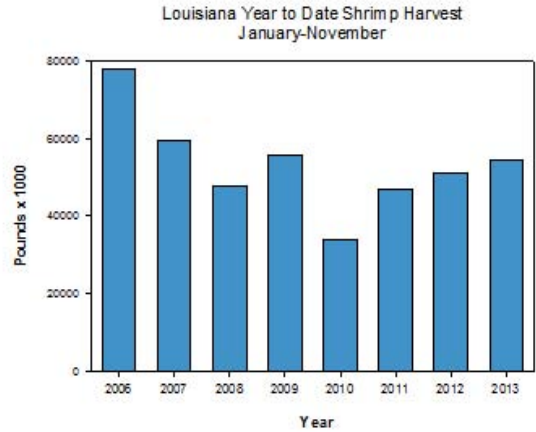 Louisiana Year to Date Shrimp Harvest
January-November
Pounds x 1000
80000
60000
40000
20000
0
2006 2007 2008 2009 2010 2011 2012 2013
Year